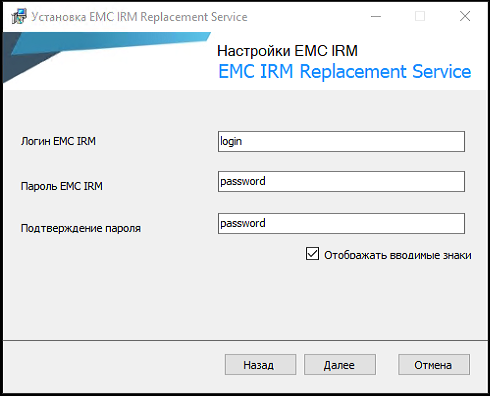 Установка EMC IRM Replacement Service
Настройки EMC IRM
EMC IRM Replacement Service
Логин EMC IRM
login
Пароль EMC IRM
password
Подтверждение пароля
password
Отображать вводимые знаки
Назад
Далее
Отмена